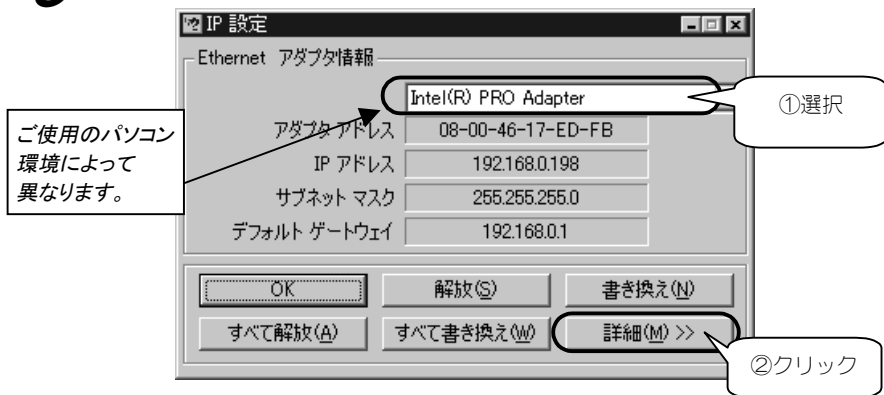 IP 設定
Ethernet アダプタ情報
Intel(R) PRO Adapter
①選択
ご使用のパソコン
環境によって
異なります。
アダプタ アドレス 08-00-46-17-ED-FB
IP アドレス 192.168.0.198
サブネット マスク 255.255.255.0
デフォルト ゲートウェイ 192.168.0.1
OK 解放(S) 書き換え(N)
すべて解放(A) すべて書き換え(W) 詳細(M) >>
②クリック